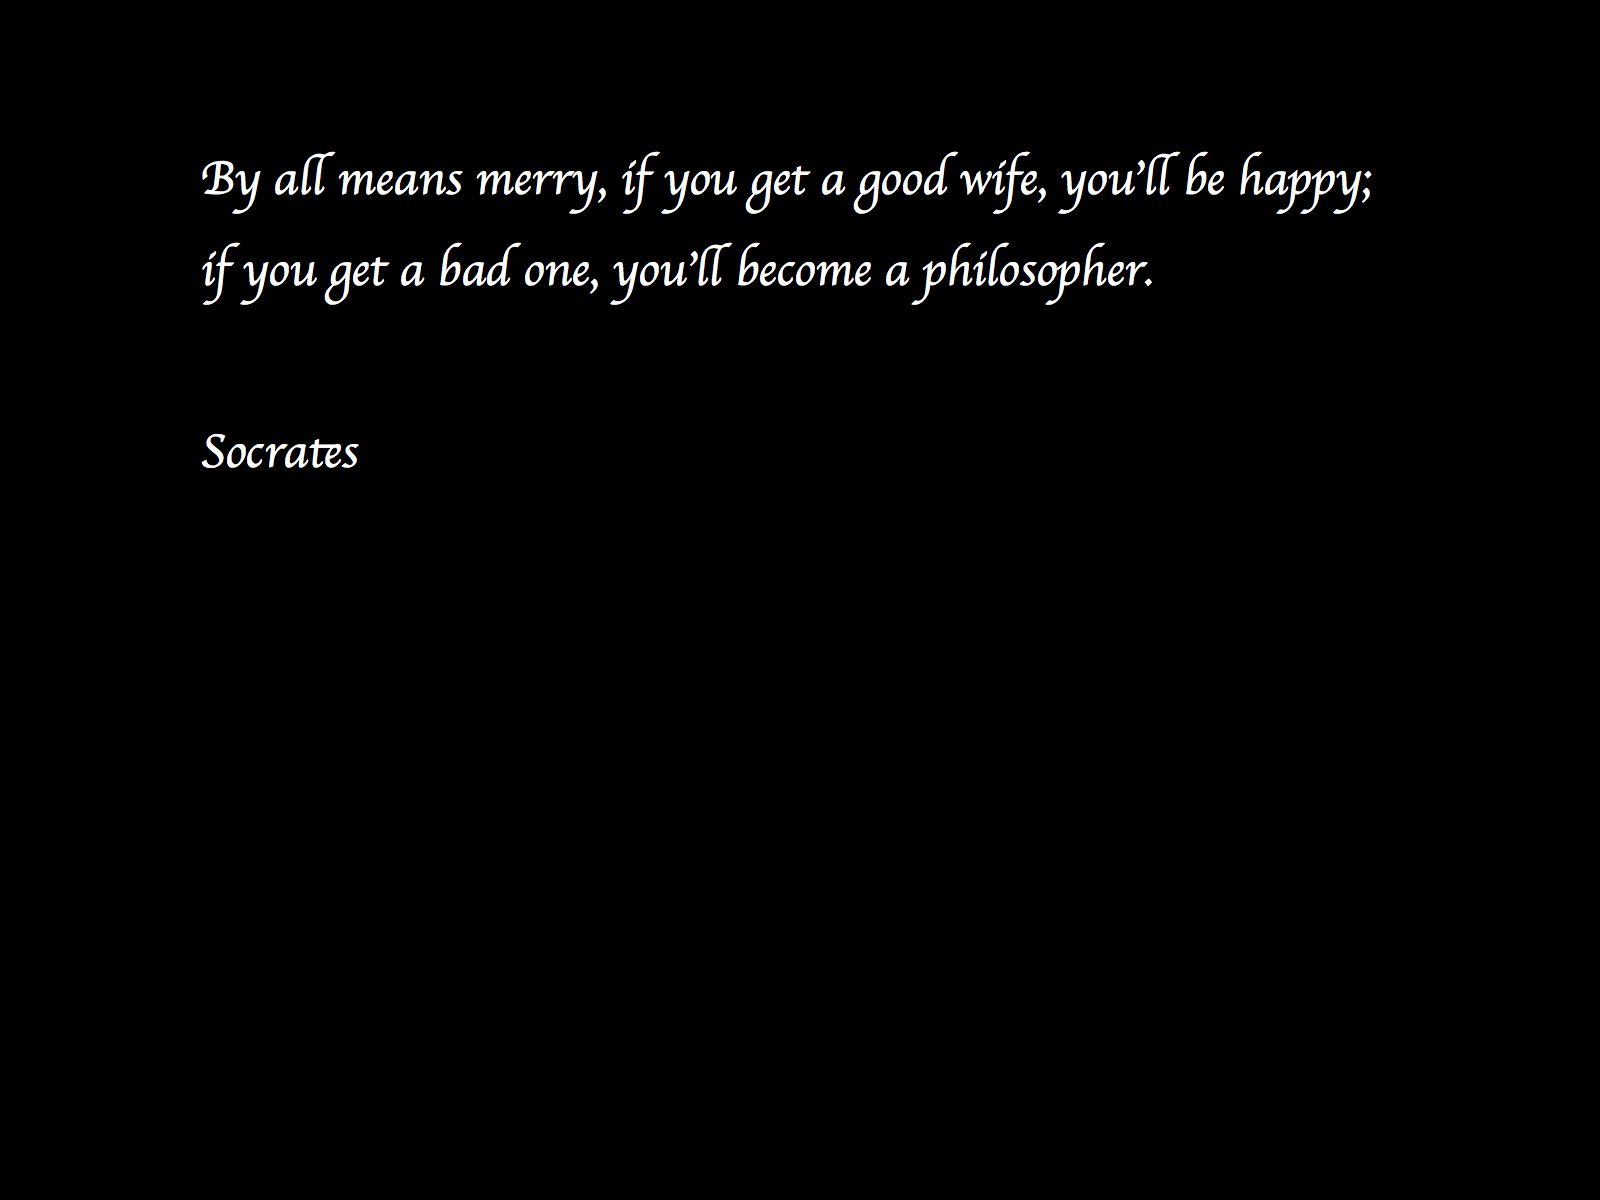 By all means merry, if you get a good wife, you'll be happy;
if you get a bad one, you'll become a philosopher.
Socrates